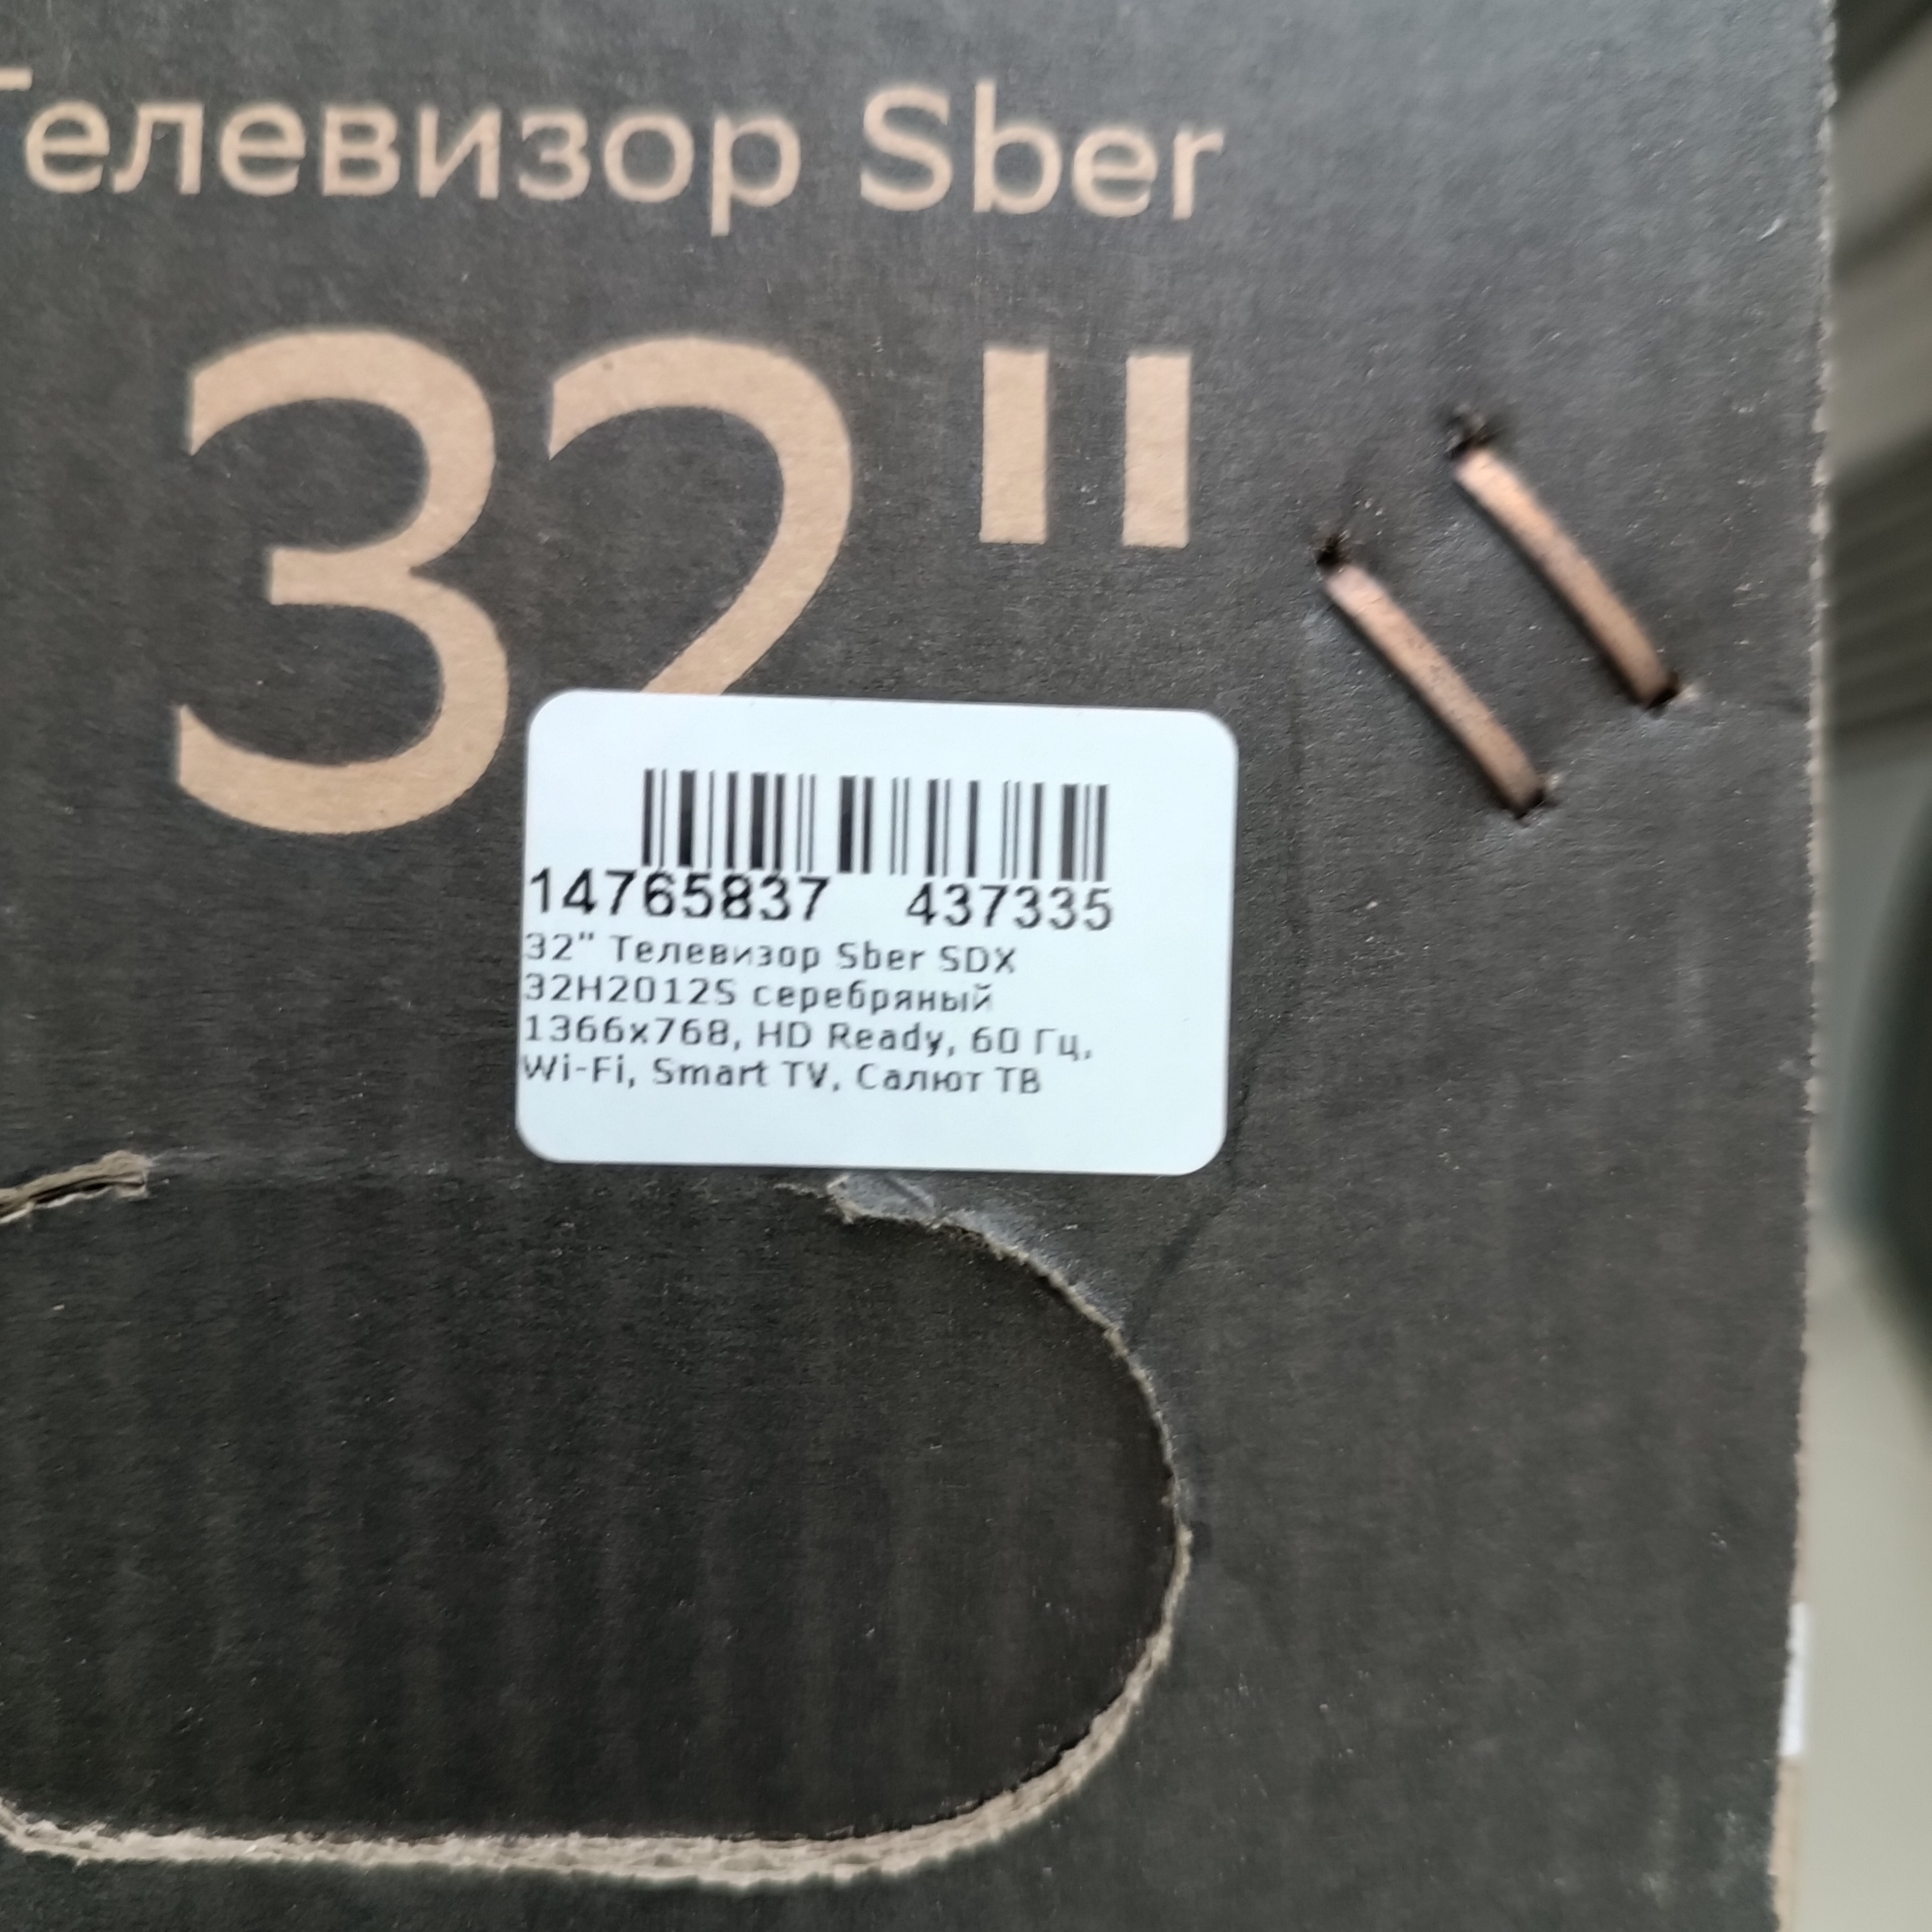 Телевизор Sber
32"
14765837 437335
32" Телевизор Sber SDX
32H2012S серебряный
1366x768, HD Ready, 60 Гц,
Wi-Fi, Smart TV, Салют ТВ